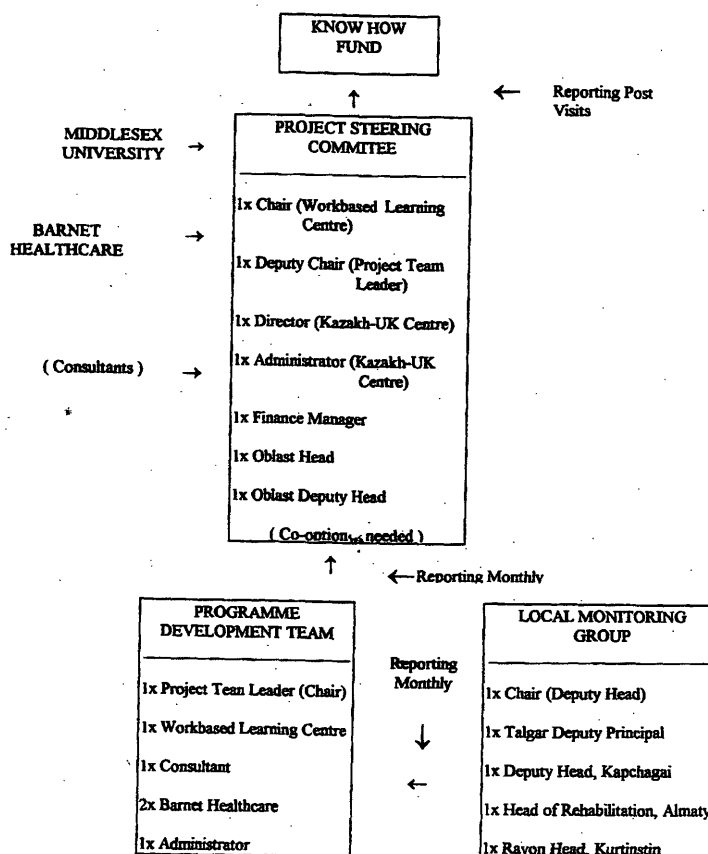 KNOW HOW
FUND
Reporting Post
Visits
MIDDLESEX
UNIVERSITY
BARNET
HEALTHCARE
( Consultants )
PROJECT STEERING
COMMITEE
1x Chair (Workbased Learning
Centre)
1x Deputy Chair (Project Team
Leader)
1x Director (Kazakh-UK Centre)
1x Administrator (Kazakh-UK
Centre)
1x Finance Manager
1x Oblast Head
1x Oblast Deputy Head
( Co-option as needed )
Reporting Monthly
PROGRAMME
DEVELOPMENT TEAM
1x Project Tean Leader (Chair)
1x Workbased Learning Centre
1x Consultant
2x Barnet Healthcare
1x Administrator
Reporting
Monthly
LOCAL MONITORING
GROUP
1x Chair (Deputy Head)
1x Talgar Deputy Principal
1x Deputy Head, Kapchagai
1x Head of Rehabilitation, Almaty
1x Rayon Head, Kurtinstin